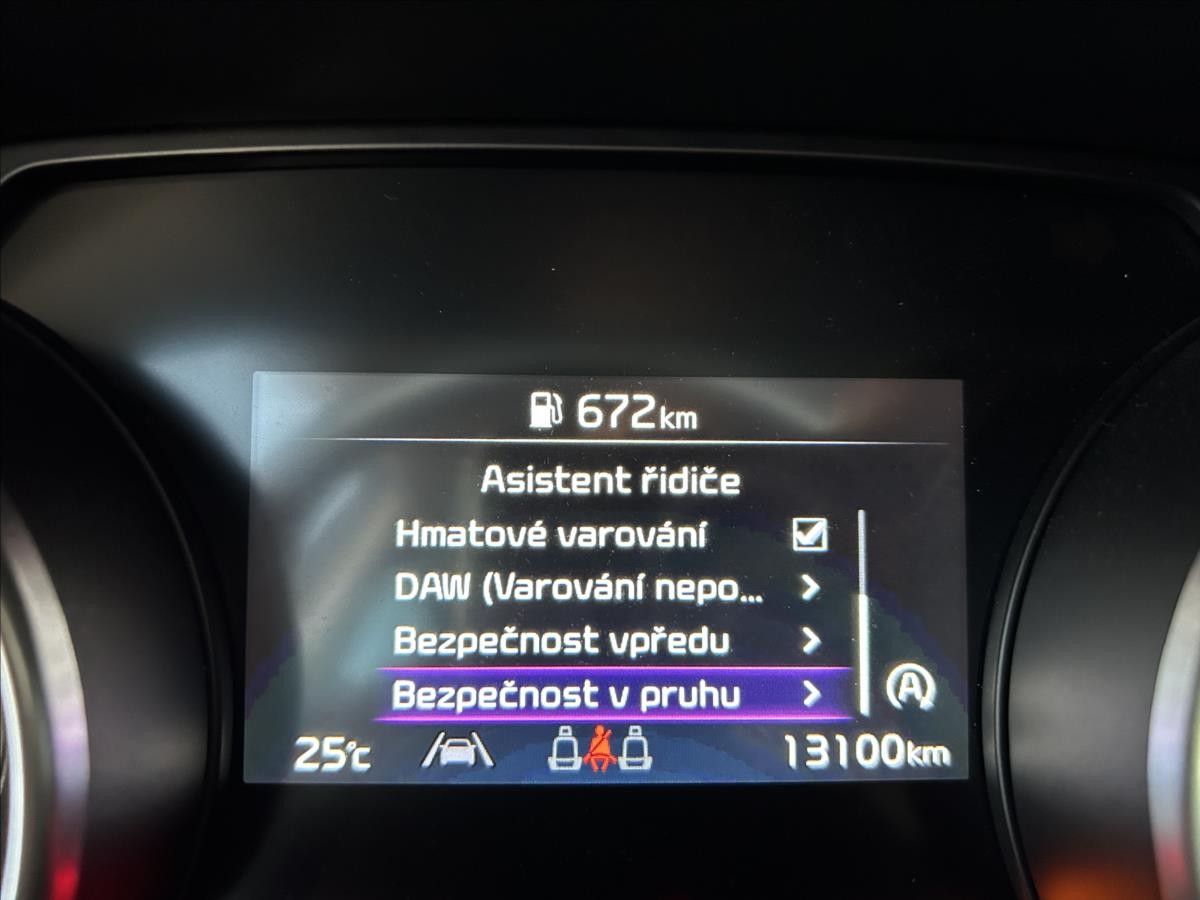 672km
Asistent řidiče
Hmatové varování
DAW (Varování nepo...
Bezpečnost vpředu
Bezpečnost v pruhu
A
25°C
13100km